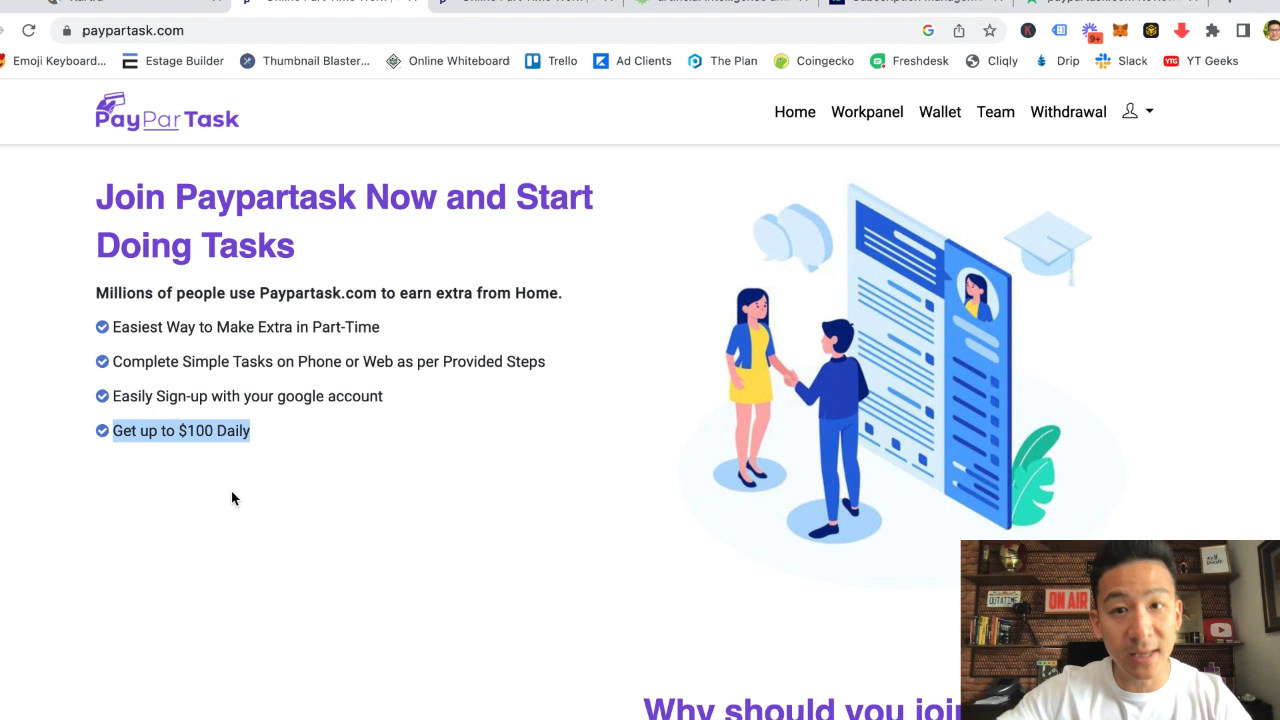 paypartask.com
9+
Emoji Keyboard...
Estage Builder
Thumbnail Blaster...
Online Whiteboard
Trello
Ad Clients
The Plan
Coingecko
Freshdesk
Cliqly
Drip
Slack
YT Geeks
PayParTask
Home
Workpanel
Wallet
Team
Withdrawal
Join Paypartask Now and Start
Doing Tasks
Millions of people use Paypartask.com to earn extra from Home.
Easiest Way to Make Extra in Part-Time
Complete Simple Tasks on Phone or Web as per Provided Steps
Easily Sign-up with your google account
Get up to $100 Daily
OUTATIME
ON AIR
Why should you joi